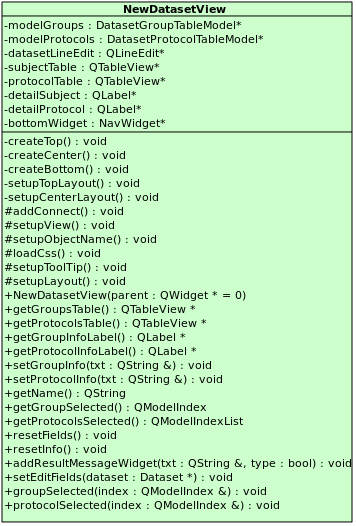 NewDatasetView
-modelGroups : DatasetGroupTableModel*
-modelProtocols : DatasetProtocolTableModel*
-datasetLineEdit : QLineEdit*
-subjectTable : QTableView*
-protocolTable : QTableView*
-detailSubject : QLabel*
-detailProtocol : QLabel*
-bottomWidget : NavWidget*
-createTop() : void
-createCenter() : void
-createBottom() : void
-setupTopLayout() : void
-setupCenterLayout() : void
#addConnect() : void
#setupView() : void
#setupObjectName() : void
#loadCss() : void
#setupToolTip() : void
#setupLayout() : void
+NewDatasetView(parent : QWidget * = 0)
+getGroupsTable() : QTableView *
+getProtocolsTable() : QTableView *
+getGroupInfoLabel() : QLabel *
+getProtocolInfoLabel() : QLabel *
+setGroupInfo(txt : QString &) : void
+setProtocolInfo(txt : QString &) : void
+getName() : QString
+getGroupSelected() : QModelIndex
+getProtocolsSelected() : QModelIndexList
+resetFields() : void
+resetInfo() : void
+addResultMessageWidget(txt : QString &, type : bool) : void
+setEditFields(dataset : Dataset *) : void
+groupSelected(index : QModelIndex &) : void
+protocolSelected(index : QModelIndex &) : void